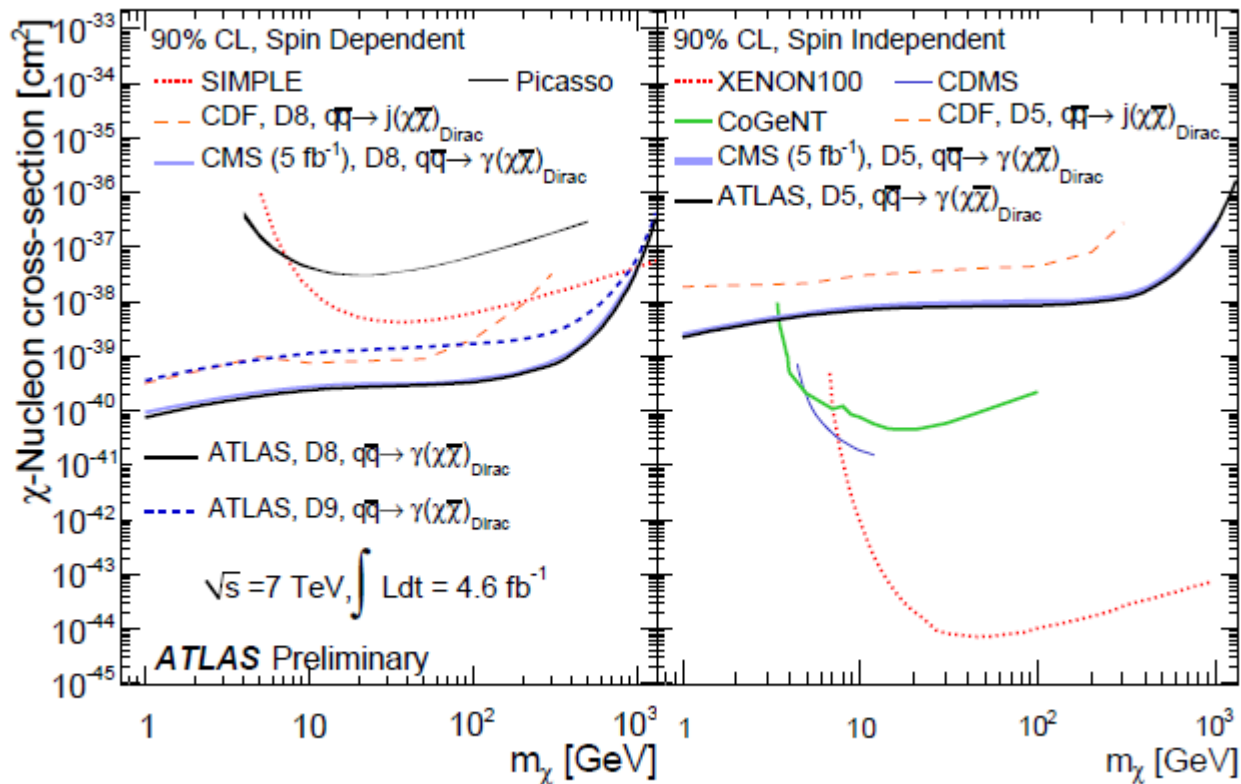 χ-Nucleon cross-section [cm²]
10⁻³³
10⁻³⁴
10⁻³⁵
10⁻³⁶
10⁻³⁷
10⁻³⁸
10⁻³⁹
10⁻⁴⁰
10⁻⁴¹
10⁻⁴²
10⁻⁴³
10⁻⁴⁴
10⁻⁴⁵
90% CL, Spin Dependent
SIMPLE
Picasso
CDF, D8, qq̅→ j(χχ̅)Dirac
CMS (5 fb⁻¹), D8, qq̅→ γ(χχ̅)Dirac
ATLAS, D8, qq̅→ γ(χχ̅)Dirac
ATLAS, D9, qq̅→ γ(χχ̅)Dirac
√s =7 TeV,∫ Ldt = 4.6 fb⁻¹
ATLAS Preliminary
1 10 10² 10³
mχ [GeV]
90% CL, Spin Independent
XENON100
CDMS
CoGeNT
CDF, D5, qq̅→ j(χχ̅)Dirac
CMS (5 fb⁻¹), D5, qq̅→ γ(χχ̅)Dirac
ATLAS, D5, qq̅→ γ(χχ̅)Dirac
1 10 10² 10³
mχ [GeV]